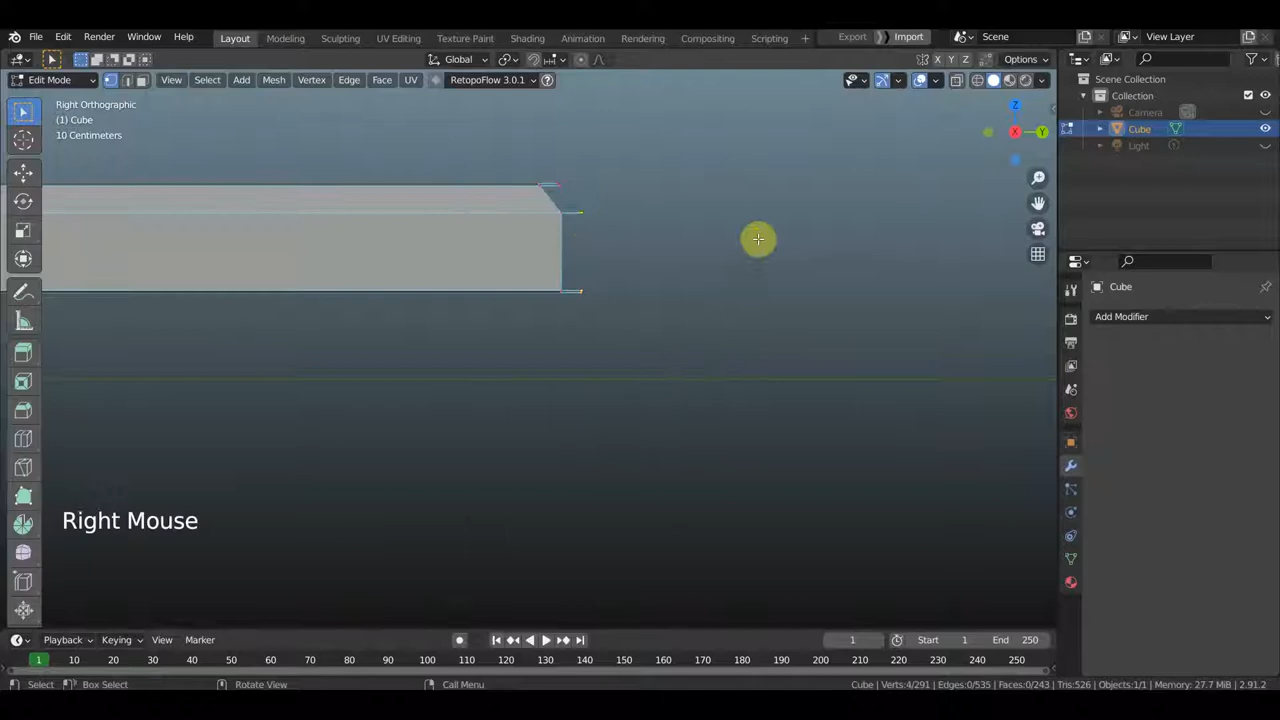 File Edit Render Window Help Layout Modeling Sculpting UV Editing Texture Paint Shading Animation Rendering Compositing Scripting + Export Import Scene View Layer
Global X Y Z Options
Edit Mode View Select Add Mesh Vertex Edge Face UV RetopoFlow 3.0.1
Scene Collection
Collection
Camera
Cube
Light
Right Orthographic
(1) Cube
10 Centimeters
Z
X
Y
Cube
Add Modifier
Right Mouse
Playback Keying View Marker 1 Start 1 End 250
1 10 20 30 40 50 60 70 80 90 100 110 120 130 140 150 160 170 180 190 200 210 220 230 240 250
Select Box Select Rotate View Call Menu Cube | Verts:4/291 | Edges:0/535 | Faces:0/243 | Tris:526 | Objects:1/1 | Memory: 27.7 MiB | 2.91.2